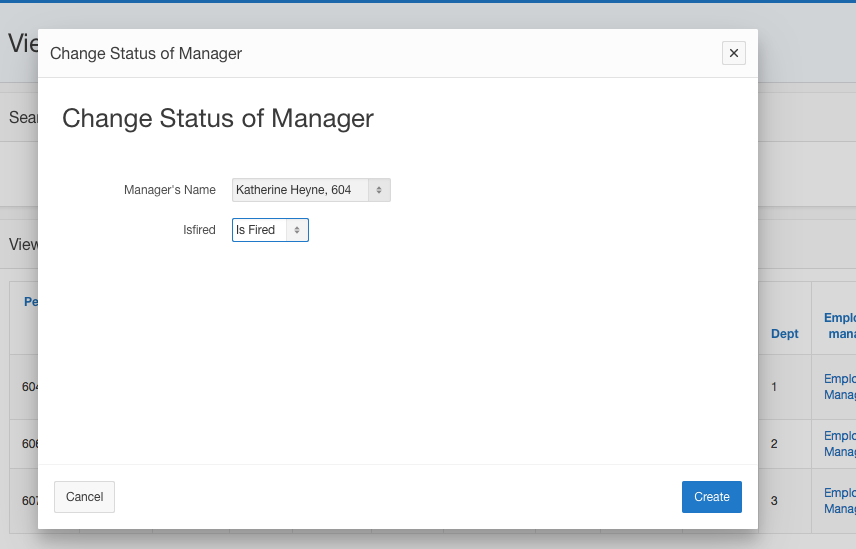 Vie
Change Status of Manager
×
Sear
Change Status of Manager
Manager's Name
Katherine Heyne, 604
Isfired
Is Fired
View
Pe
Dept
Emplo
mana
604
1
Emplo
Manag
606
2
Emplo
Manag
607
3
Emplo
Manag
Cancel
Create